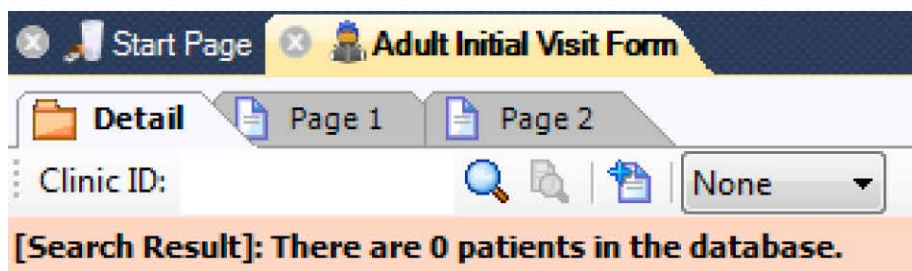 Start Page Adult Initial Visit Form
Detail Page 1 Page 2
Clinic ID: None
[Search Result]: There are 0 patients in the database.